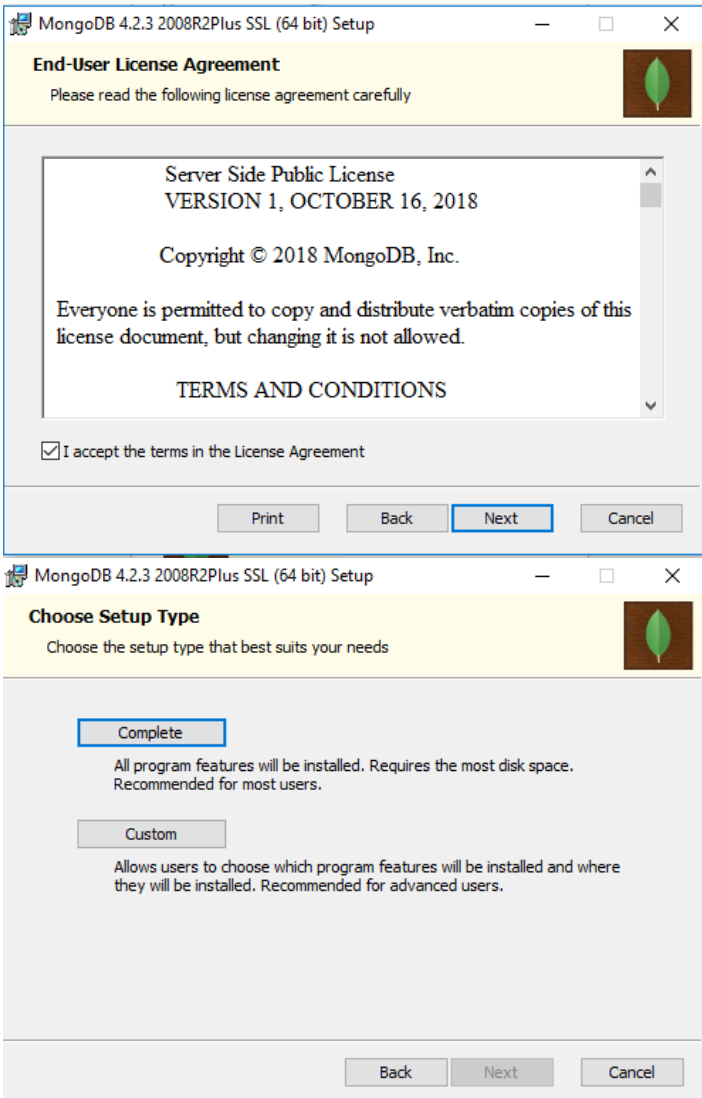 MongoDB 4.2.3 2008R2Plus SSL (64 bit) Setup
End-User License Agreement
Please read the following license agreement carefully
Server Side Public License
VERSION 1, OCTOBER 16, 2018
Copyright © 2018 MongoDB, Inc.
Everyone is permitted to copy and distribute verbatim copies of this
license document, but changing it is not allowed.
TERMS AND CONDITIONS
I accept the terms in the License Agreement
Print Back Next Cancel
MongoDB 4.2.3 2008R2Plus SSL (64 bit) Setup
Choose Setup Type
Choose the setup type that best suits your needs
Complete
All program features will be installed. Requires the most disk space.
Recommended for most users.
Custom
Allows users to choose which program features will be installed and where
they will be installed. Recommended for advanced users.
Back Next Cancel